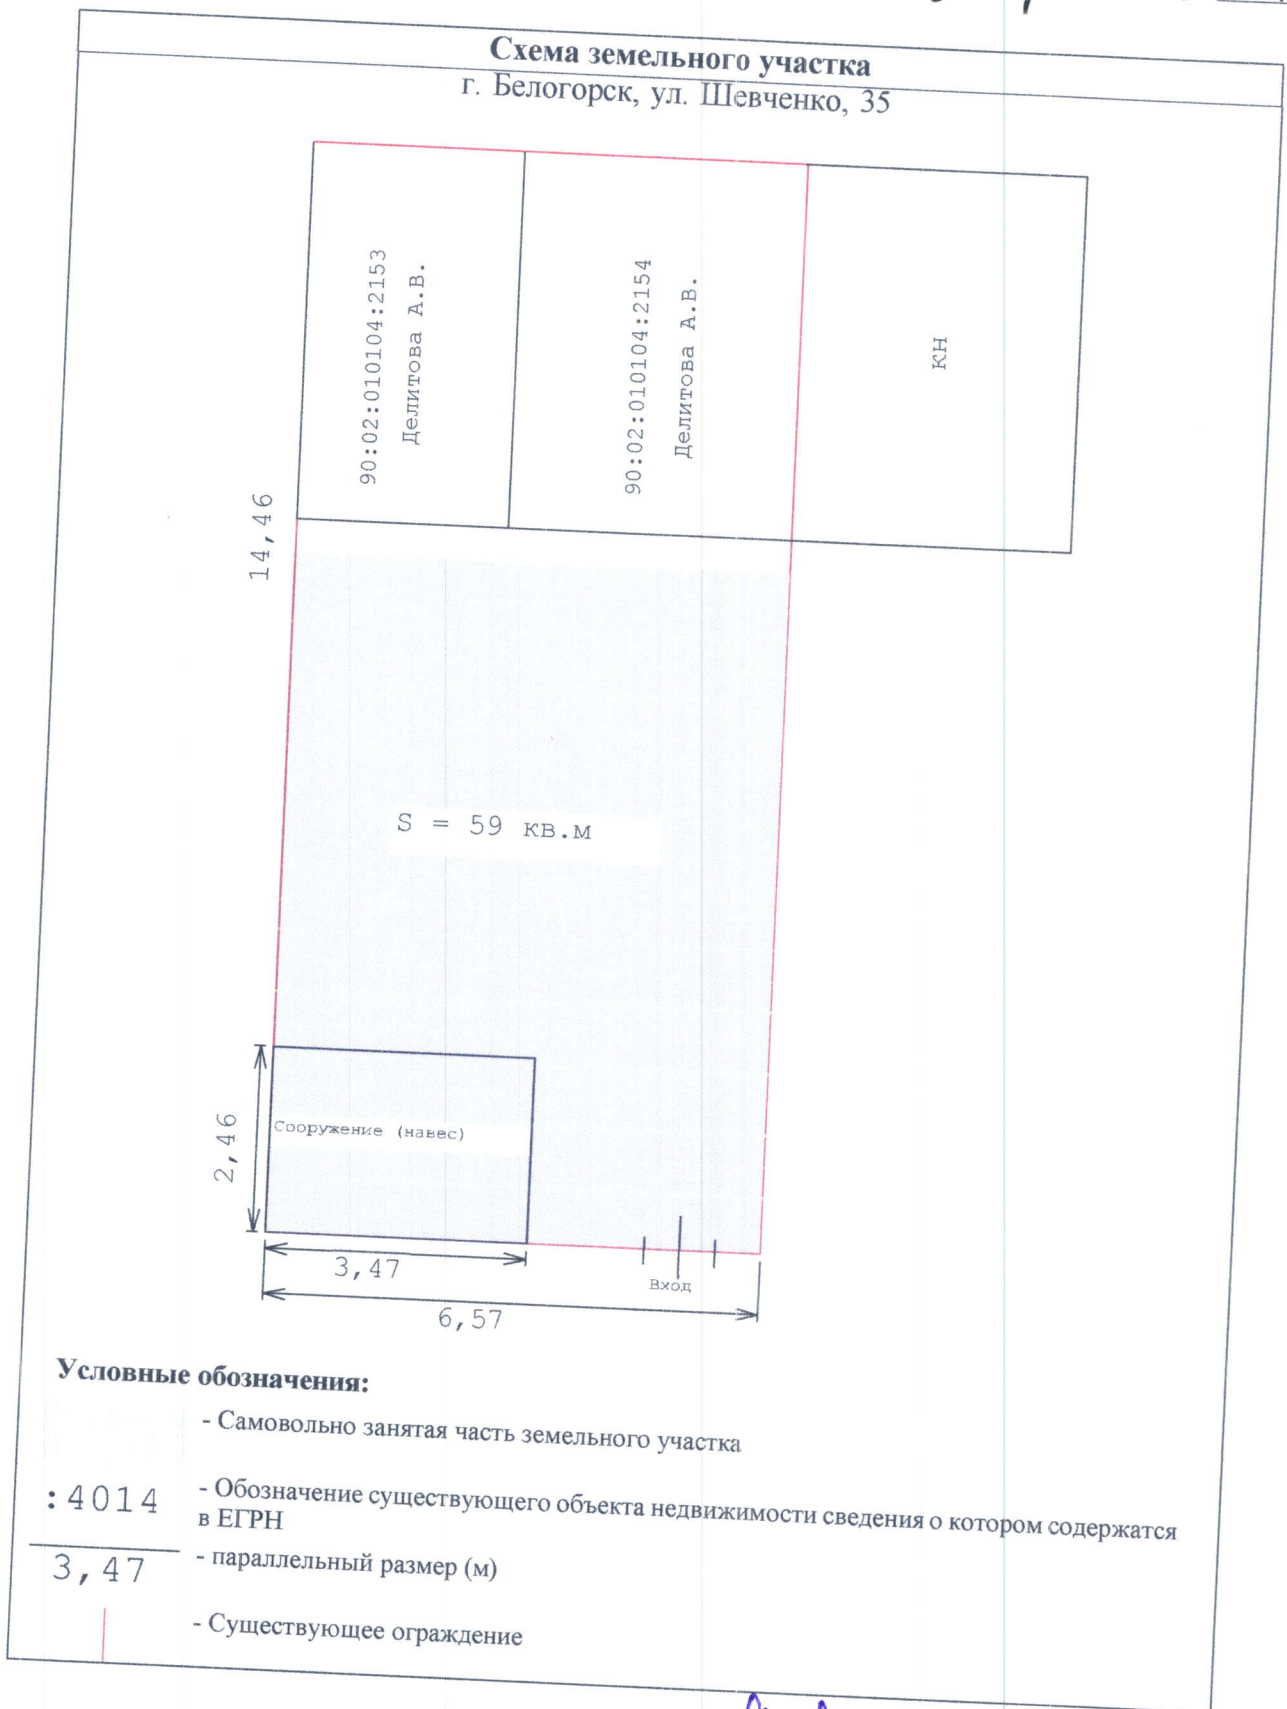 Схема земельного участка
г. Белогорск, ул. Шевченко, 35
90:02:010104:2153
Делитова А.В.
90:02:010104:2154
Делитова А.В.
КН
14,46
S = 59 кв.м
2,46
Сооружение (навес)
3,47
Вход
6,57
Условные обозначения:
- Самовольно занятая часть земельного участка
:4014 - Обозначение существующего объекта недвижимости сведения о котором содержатся
в ЕГРН
3,47 - параллельный размер (м)
- Существующее ограждение